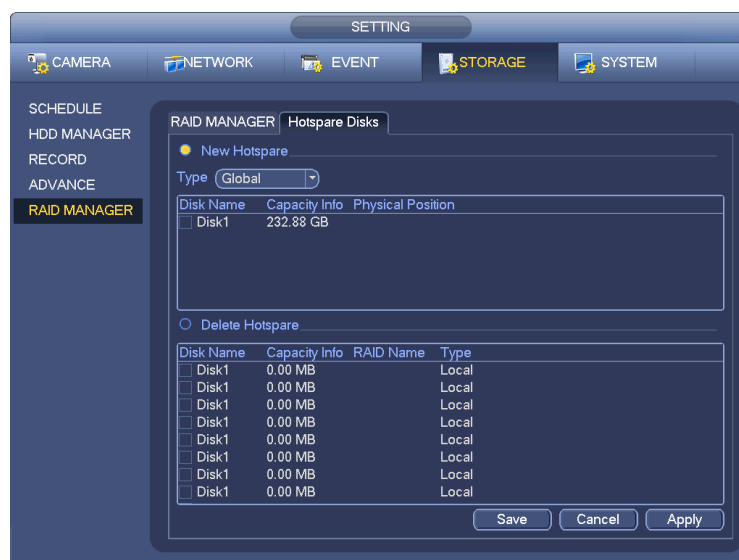 SETTING
CAMERA NETWORK EVENT STORAGE SYSTEM
SCHEDULE
HDD MANAGER
RECORD
ADVANCE
RAID MANAGER
RAID MANAGER Hotspare Disks
New Hotspare
Type Global
Disk Name Capacity Info Physical Position
Disk1 232.88 GB
Delete Hotspare
Disk Name Capacity Info RAID Name Type
Disk1 0.00 MB Local
Disk1 0.00 MB Local
Disk1 0.00 MB Local
Disk1 0.00 MB Local
Disk1 0.00 MB Local
Disk1 0.00 MB Local
Disk1 0.00 MB Local
Disk1 0.00 MB Local
Save Cancel Apply